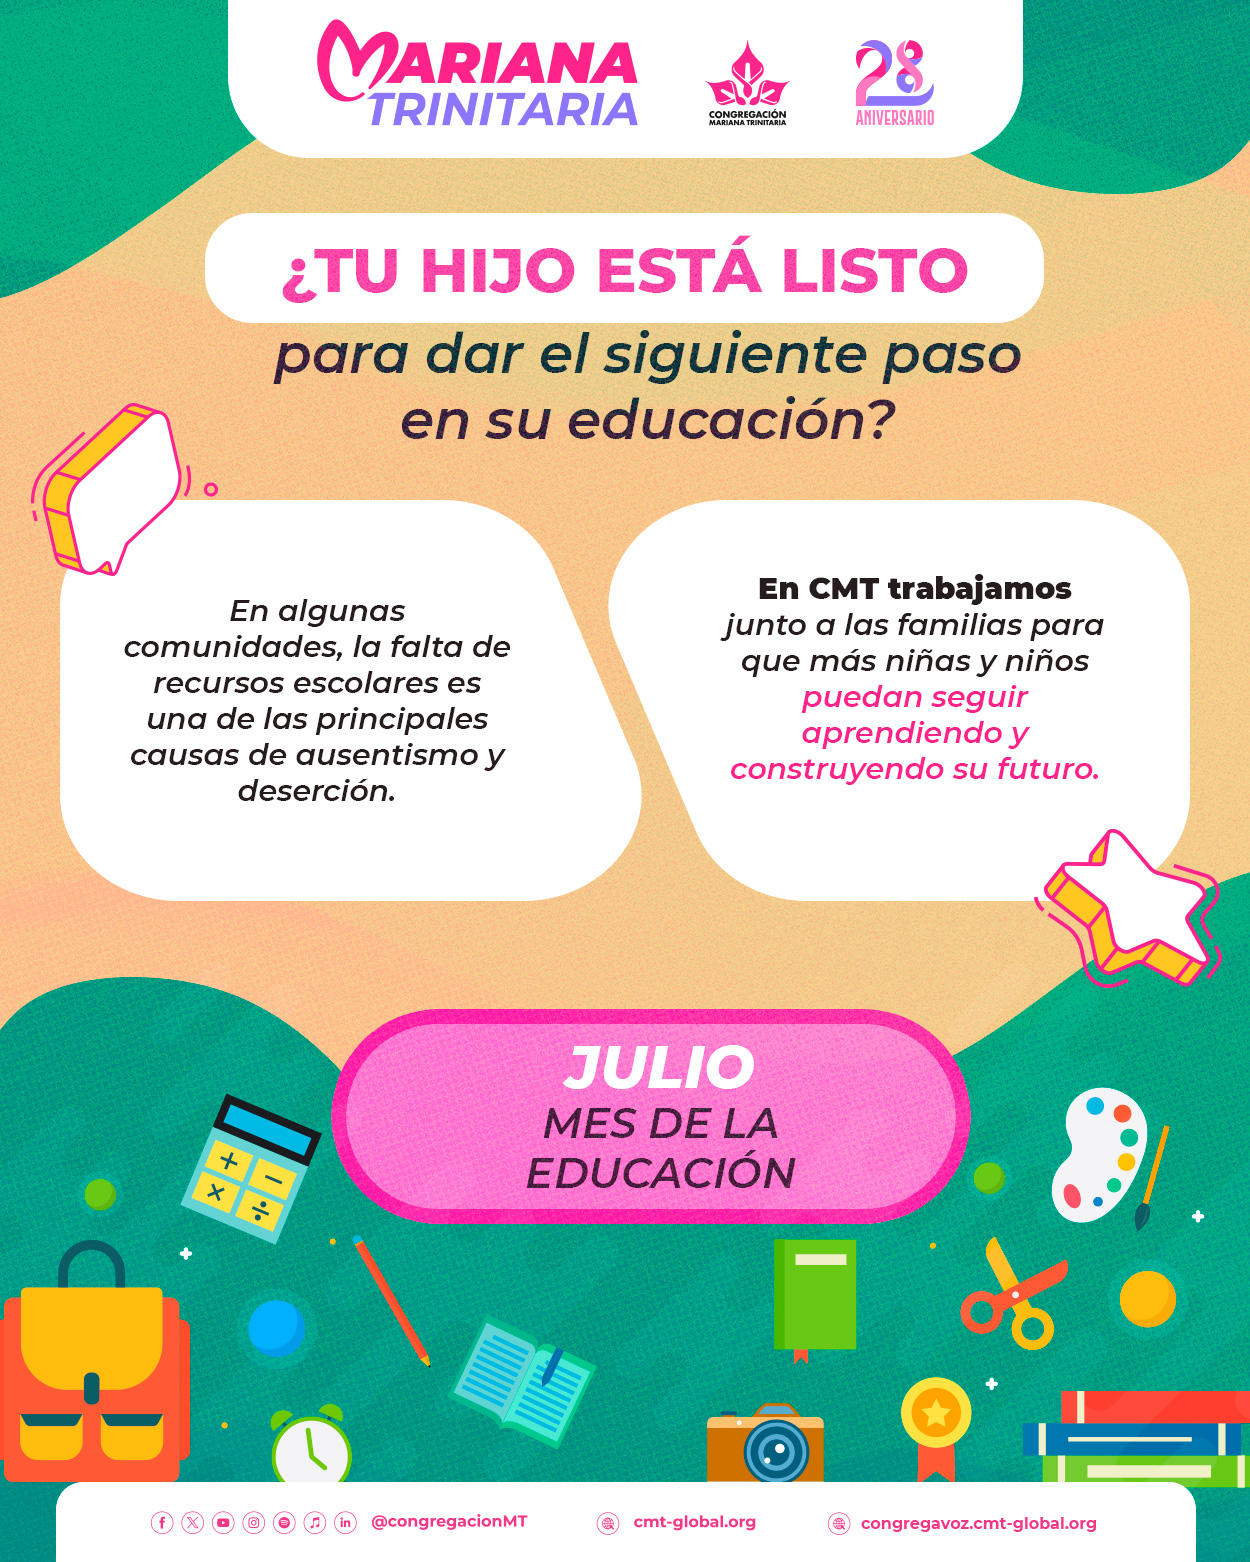 MARIANA
TRINITARIA
CONGREGACIÓN
MARIANA TRINITARIA
28
ANIVERSARIO
¿TU HIJO ESTÁ LISTO
para dar el siguiente paso
en su educación?
En algunas
comunidades, la falta de
recursos escolares es
una de las principales
causas de ausentismo y
deserción.
En CMT trabajamos
junto a las familias para
que más niñas y niños
puedan seguir
aprendiendo y
construyendo su futuro.
JULIO
MES DE LA
EDUCACIÓN
@congregacionMT
cmt-global.org
congregavoz.cmt-global.org